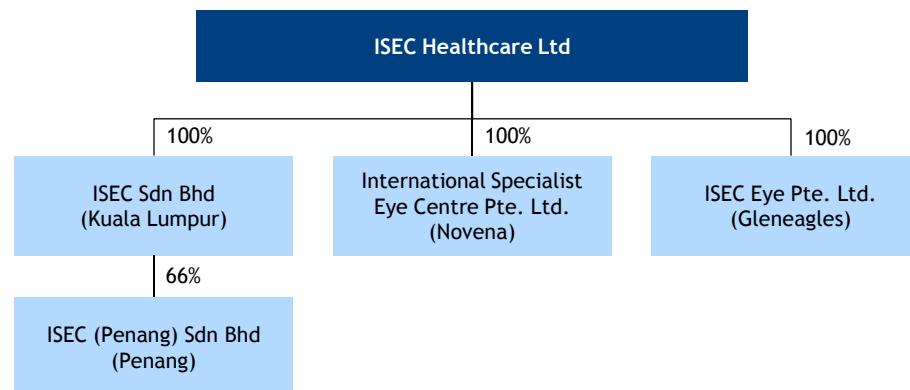 ISEC Healthcare Ltd
100%
100%
100%
ISEC Sdn Bhd
(Kuala Lumpur)
International Specialist
Eye Centre Pte. Ltd.
(Novena)
ISEC Eye Pte. Ltd.
(Gleneagles)
66%
ISEC (Penang) Sdn Bhd
(Penang)